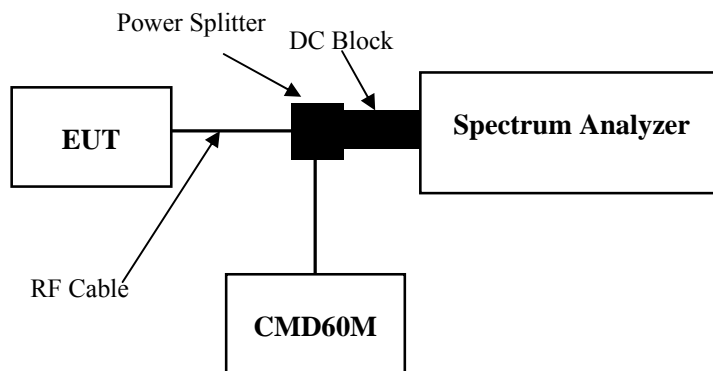 Power Splitter
DC Block
EUT
Spectrum Analyzer
RF Cable
CMD60M